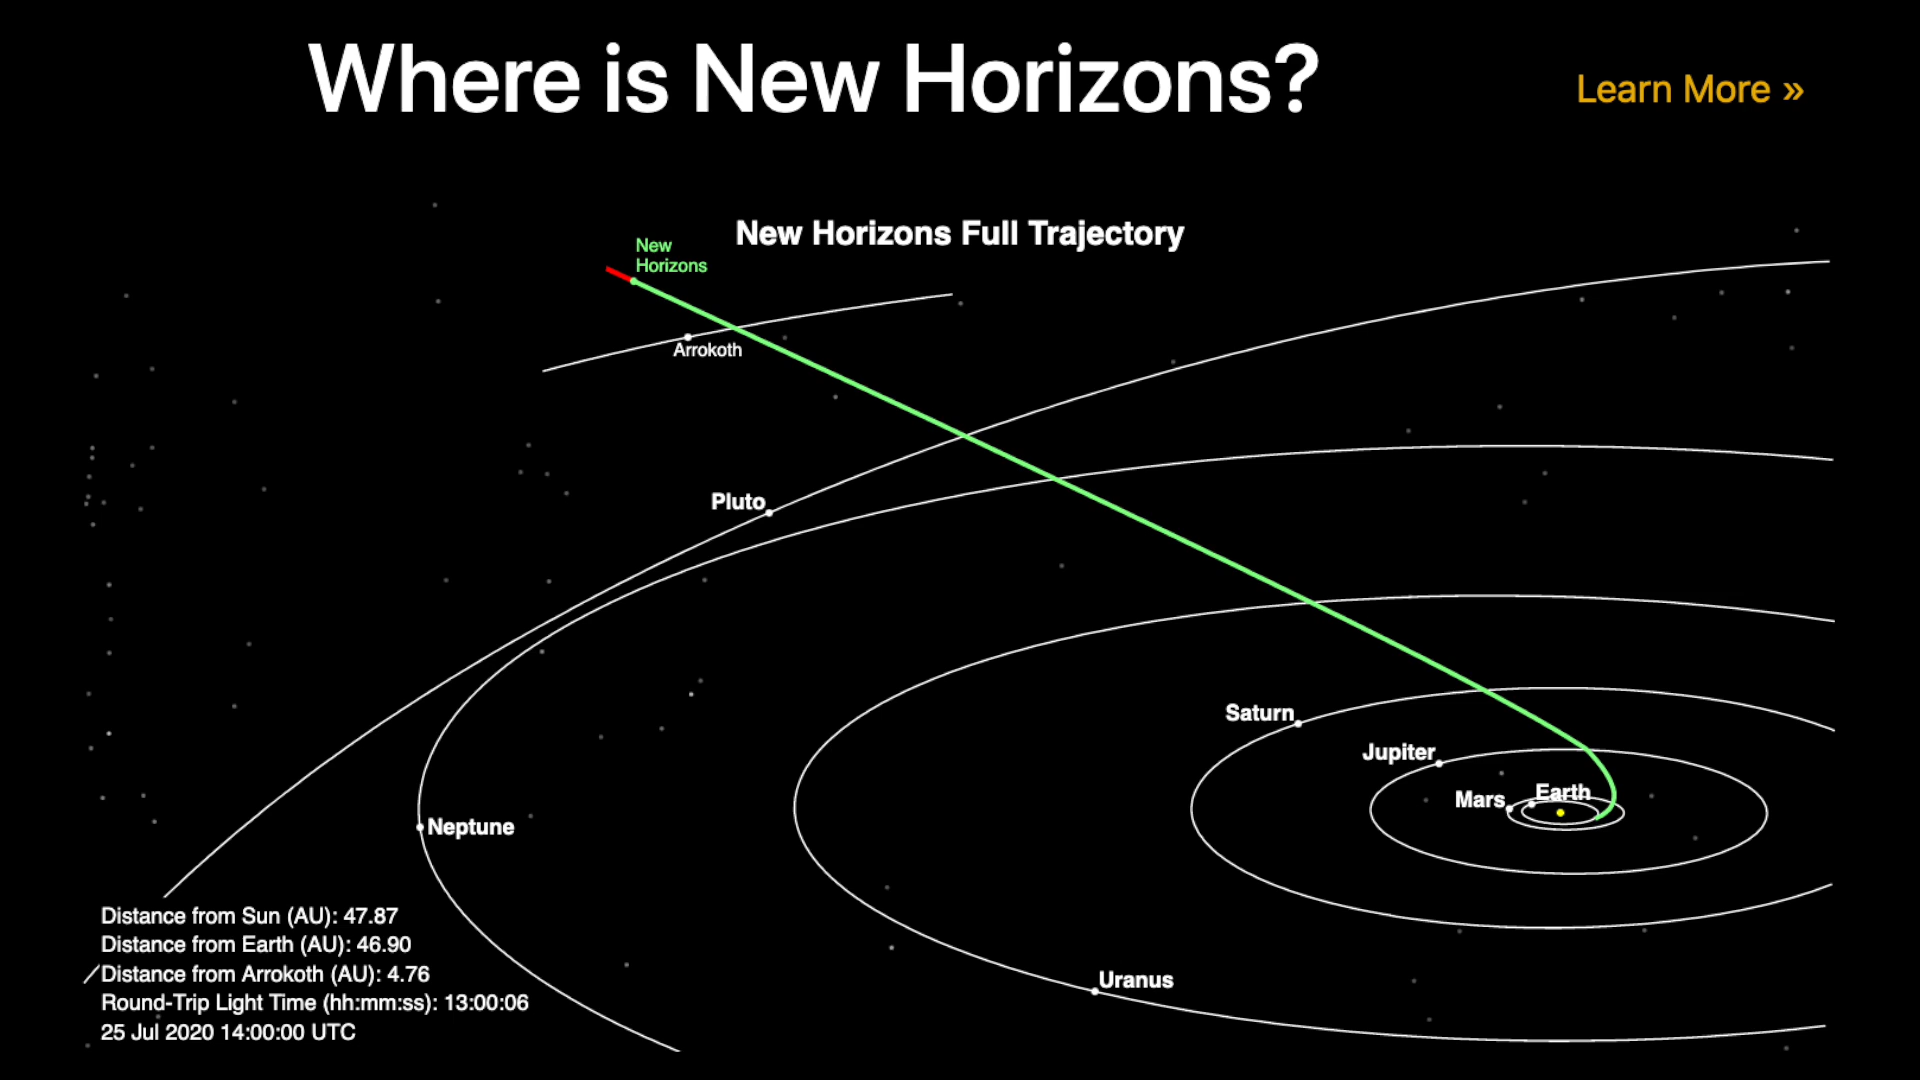 Where is New Horizons?
Learn More »
New Horizons Full Trajectory
New
Horizons
Arrokoth
Pluto
Saturn
Jupiter
Mars
Earth
Neptune
Uranus
Distance from Sun (AU): 47.87
Distance from Earth (AU): 46.90
Distance from Arrokoth (AU): 4.76
Round-Trip Light Time (hh:mm:ss): 13:00:06
25 Jul 2020 14:00:00 UTC